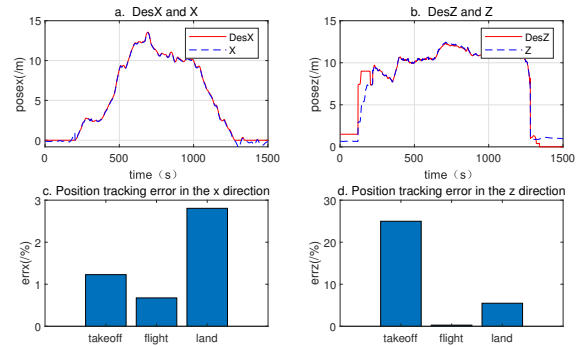 a.  DesX and X
posex(/m)
15
10
5
0
DesX
X
0
500
1000
1500
time（s）
b.  DesZ and Z
posez(/m)
15
10
5
0
DesZ
Z
0
500
1000
1500
time（s）
c. Position tracking error in the x direction
errx(/%)
3
2
1
0
takeoff
flight
land
d. Position tracking error in the z direction
errz(/%)
30
20
10
0
takeoff
flight
land